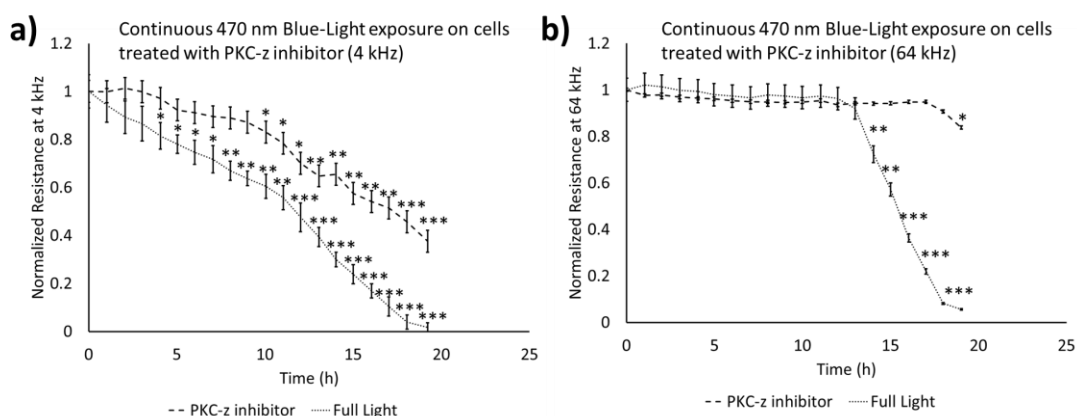 a)
Continuous 470 nm Blue-Light exposure on cells
treated with PKC-z inhibitor (4 kHz)
Normalized Resistance at 4 kHz
1.2
1
0.8
0.6
0.4
0.2
0
* * * * ** ** ** ** *** *** *** *** *** *** *** ***
* * * ** ** ** ** ** *** ***
0 5 10 15 20 25
Time (h)
PKC-z inhibitor Full Light
b)
Continuous 470 nm Blue-Light exposure on cells
treated with PKC-z inhibitor (64 kHz)
Normalized Resistance at 64 kHz
1.2
1
0.8
0.6
0.4
0.2
0
*
**
**
***
***
***
0 5 10 15 20 25
Time (h)
PKC-z inhibitor Full Light